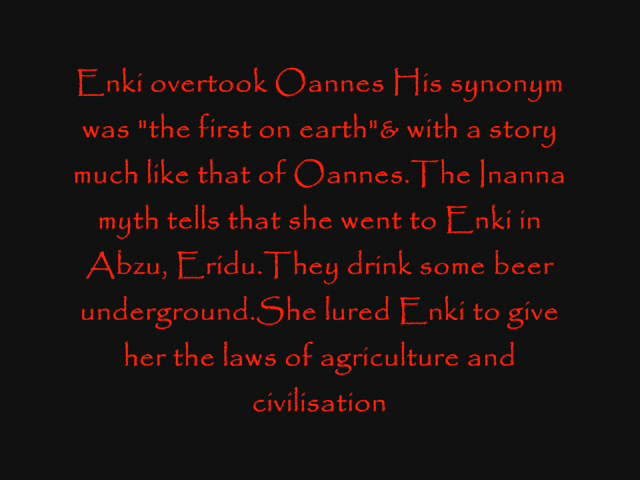 Enki overtook Oannes His synonym
was "the first on earth"& with a story
much like that of Oannes.The Inanna
myth tells that she went to Enki in
Abzu, Eridu.They drink some beer
underground.She lured Enki to give
her the laws of agriculture and
civilisation